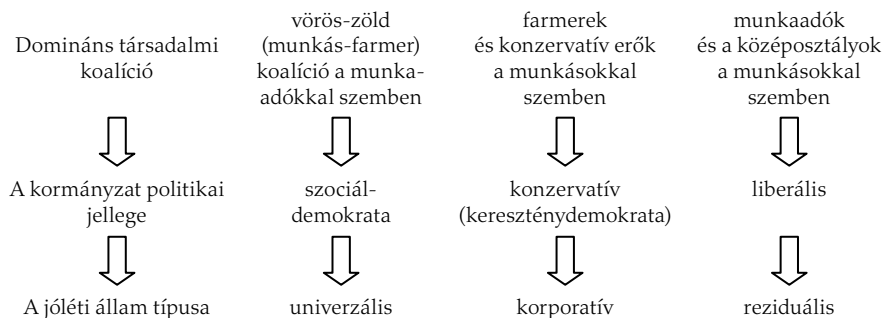 Domináns társadalmi
koalíció
vörös-zöld
(munkás-farmer)
koalíció a munka-
adókkal szemben
farmerek
és konzervatív erők
a munkásokkal
szemben
munkaadók
és a középosztályok
a munkásokkal
szemben
A kormányzat politikai
jellege
szociál-
demokrata
konzervatív
(kereszténydemokrata)
liberális
A jóléti állam típusa
univerzális
korporatív
reziduális